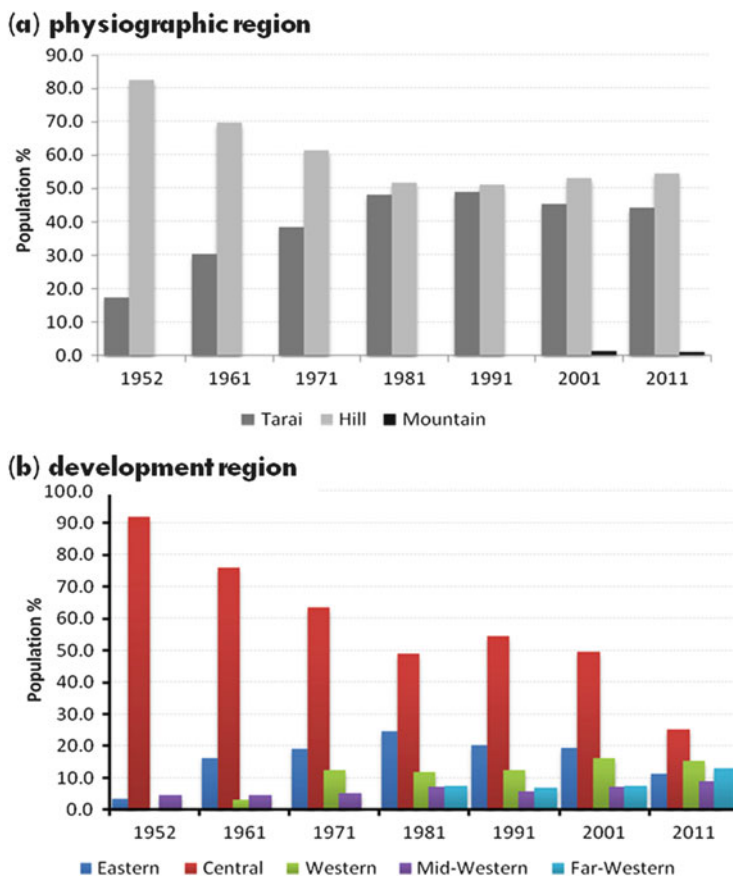 (a) physiographic region
Population %
90.0
80.0
70.0
60.0
50.0
40.0
30.0
20.0
10.0
0.0
1952 1961 1971 1981 1991 2001 2011
Tarai Hill Mountain
(b) development region
Population %
100.0
90.0
80.0
70.0
60.0
50.0
40.0
30.0
20.0
10.0
0.0
1952 1961 1971 1981 1991 2001 2011
Eastern Central Western Mid-Western Far-Western